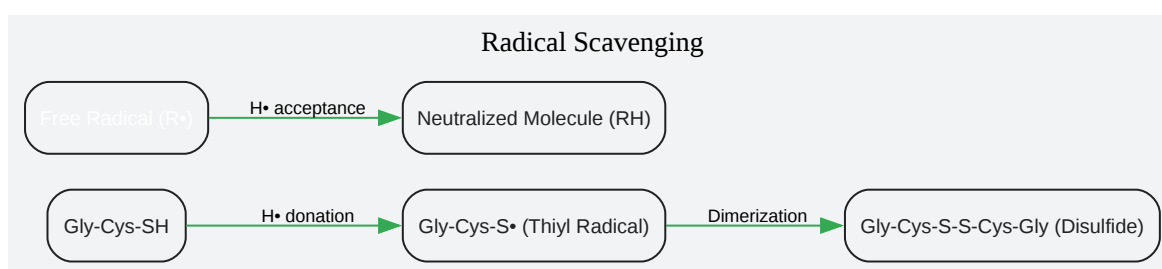 Radical Scavenging
Free Radical (R•)
H• acceptance
Neutralized Molecule (RH)
Gly-Cys-SH
H• donation
Gly-Cys-S• (Thiyl Radical)
Dimerization
Gly-Cys-S-S-Cys-Gly (Disulfide)